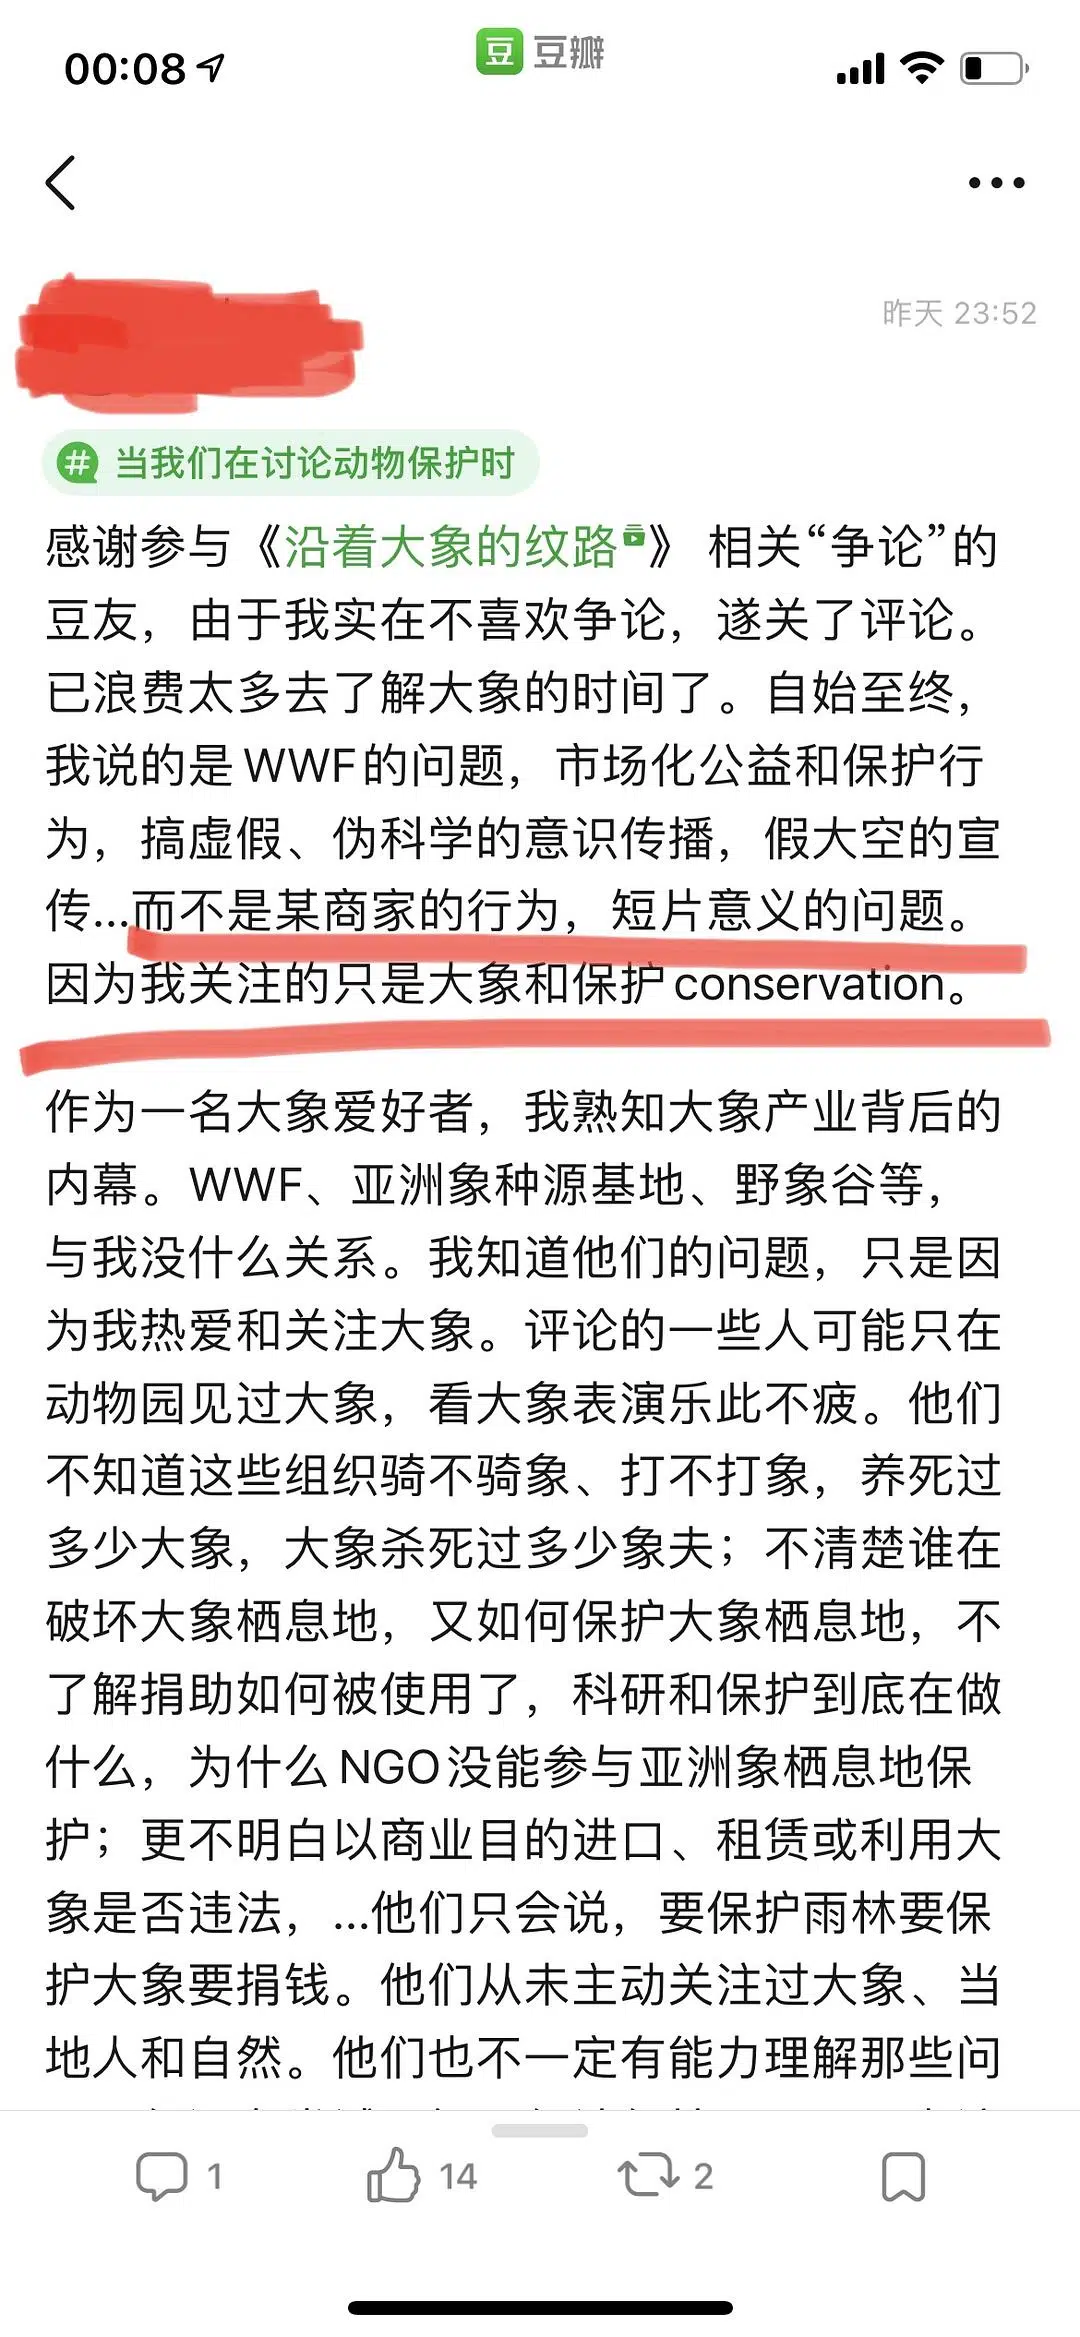 00:08
豆 豆瓣
昨天 23:52
# 当我们在讨论动物保护时
感谢参与《沿着大象的纹路》 相关“争论”的
豆友，由于我实在不喜欢争论，遂关了评论。
已浪费太多去了解大象的时间了。自始至终，
我说的是WWF的问题，市场化公益和保护行
为，搞虚假、伪科学的意识传播，假大空的宣
传...而不是某商家的行为，短片意义的问题。
因为我关注的只是大象和保护conservation。
作为一名大象爱好者，我熟知大象产业背后的
内幕。WWF、亚洲象种源基地、野象谷等，
与我没什么关系。我知道他们的问题，只是因
为我热爱和关注大象。评论的一些人可能只在
动物园见过大象，看大象表演乐此不疲。他们
不知道这些组织骑不骑象、打不打象，养死过
多少大象，大象杀死过多少象夫；不清楚谁在
破坏大象栖息地，又如何保护大象栖息地，不
了解捐助如何被使用了，科研和保护到底在做
什么，为什么NGO没能参与亚洲象栖息地保
护；更不明白以商业目的进口、租赁或利用大
象是否违法，...他们只会说，要保护雨林要保
护大象要捐钱。他们从未主动关注过大象、当
地人和自然。他们也不一定有能力理解那些问
1
14
2